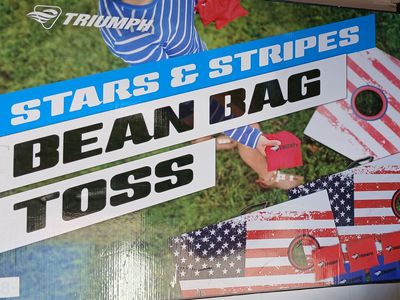 TRIUMPH
STARS & STRIPES
BEAN BAG
TOSS